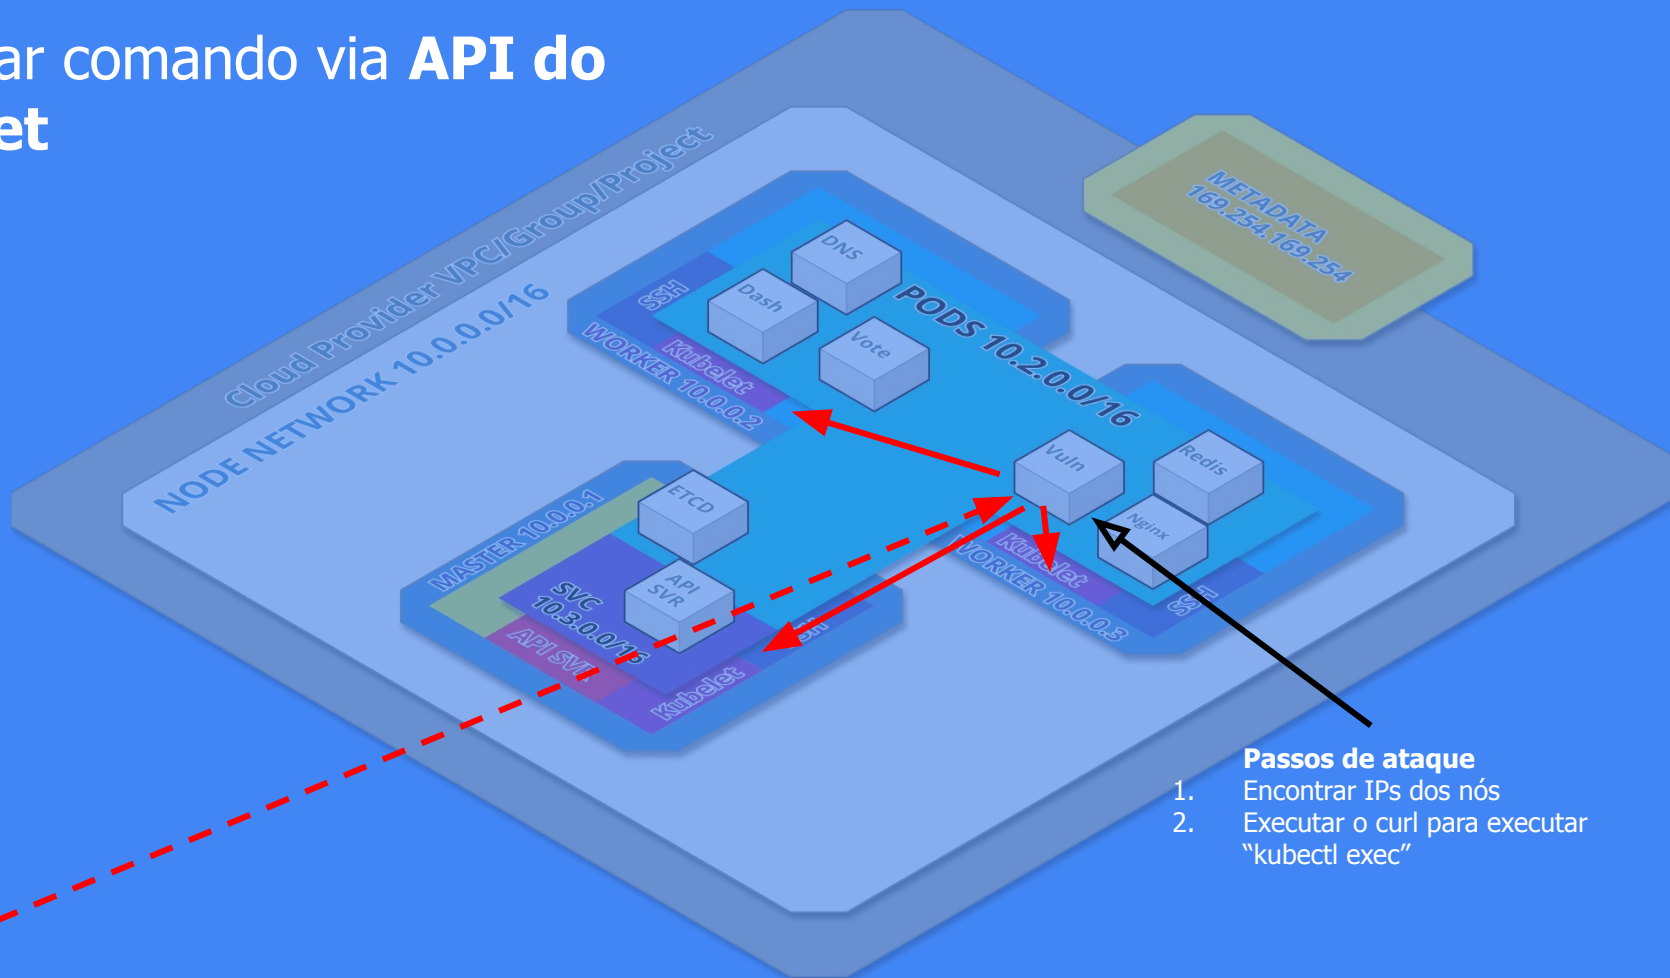 ar comando via API do
et
Cloud Provider VPC/Group/Project
NODE NETWORK 10.0.0.0/16
METADATA
169.254.169.254
DNS
Dash
Vote
SSH
Kubelet
WORKER 10.0.0.2
PODS 10.2.0.0/16
Vuln
Redis
Nginx
Kubelet
WORKER 10.0.0.3
MASTER 10.0.0.1
ETCD
API
SVR
SVC
10.3.0.0/16
API SVR
Kubelet
Passos de ataque
1. Encontrar IPs dos nós
2. Executar o curl para executar
“kubectl exec”